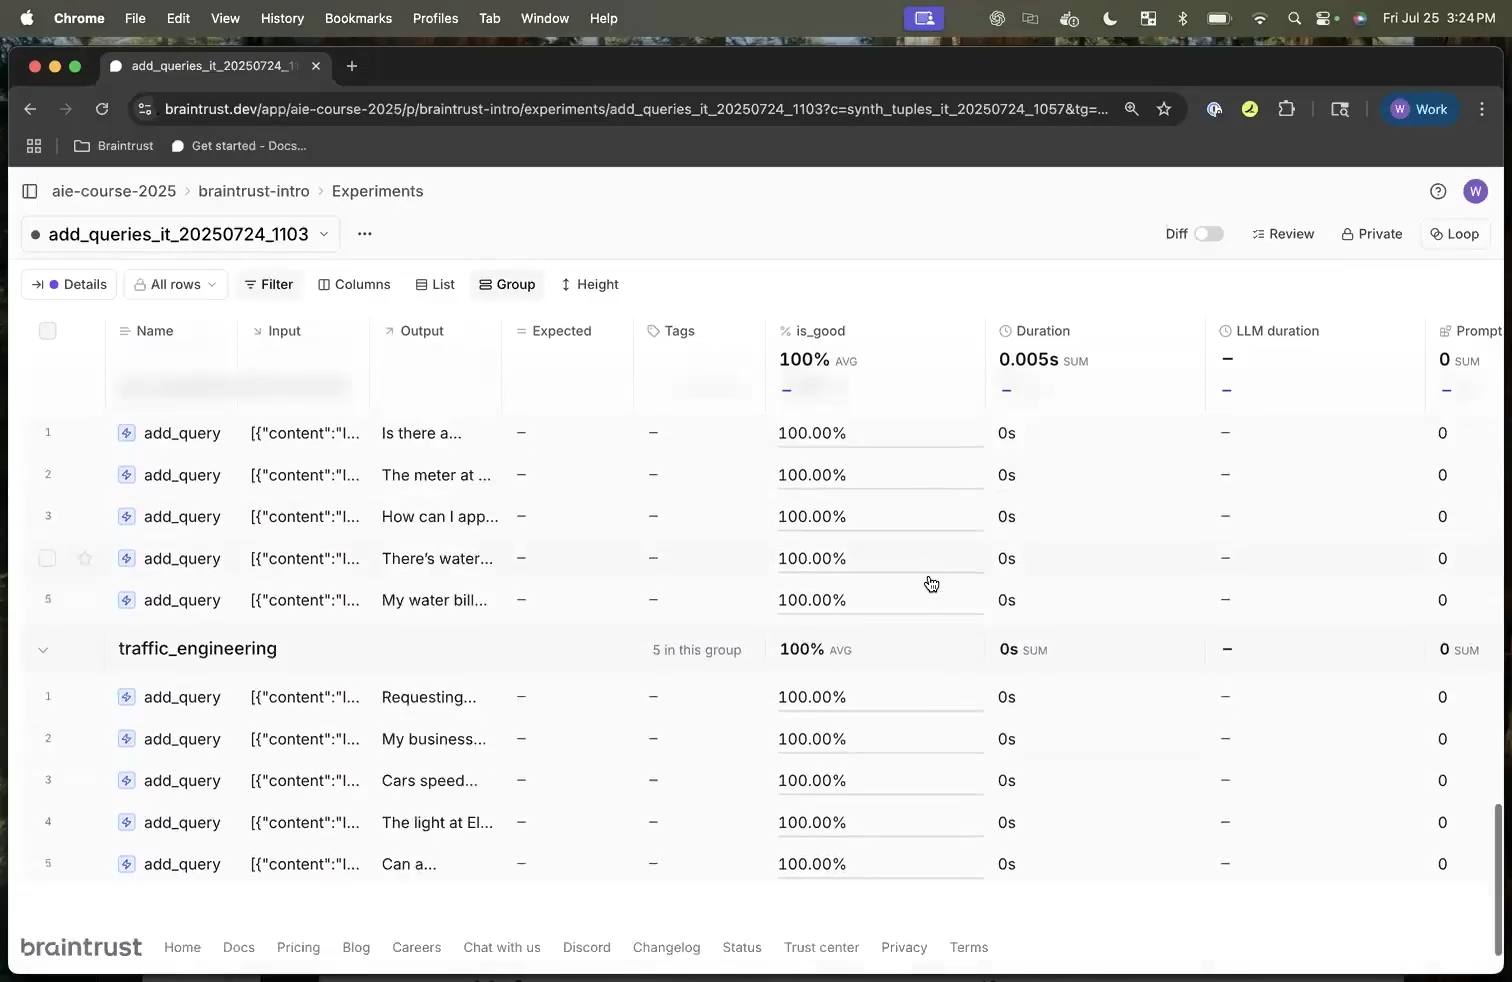 Chrome File Edit View History Bookmarks Profiles Tab Window Help Fri Jul 25 3:24 PM
add_queries_it_20250724_1
braintrust.dev/app/aie-course-2025/p/braintrust-intro/experiments/add_queries_it_20250724_1103?c=synth_tuples_it_20250724_1057&tg=... W Work
Braintrust Get started - Docs...
aie-course-2025 > braintrust-intro > Experiments W
add_queries_it_20250724_1103 ... Diff Review Private Loop
Details All rows Filter Columns List Group Height
Name Input Output Expected Tags is_good Duration LLM duration Prompt
100% AVG 0.005s SUM – 0 SUM
– – – –
1 add_query [{"content":"I... Is there a... – – 100.00% 0s – 0
2 add_query [{"content":"I... The meter at ... – – 100.00% 0s – 0
3 add_query [{"content":"I... How can I app... – – 100.00% 0s – 0
add_query [{"content":"I... There's water... – – 100.00% 0s – 0
5 add_query [{"content":"I... My water bill... – – 100.00% 0s – 0
traffic_engineering 5 in this group 100% AVG 0s SUM – 0 SUM
1 add_query [{"content":"I... Requesting... – – 100.00% 0s – 0
2 add_query [{"content":"I... My business... – – 100.00% 0s – 0
3 add_query [{"content":"I... Cars speed... – – 100.00% 0s – 0
4 add_query [{"content":"I... The light at El... – – 100.00% 0s – 0
5 add_query [{"content":"I... Can a... – – 100.00% 0s – 0
braintrust Home Docs Pricing Blog Careers Chat with us Discord Changelog Status Trust center Privacy Terms